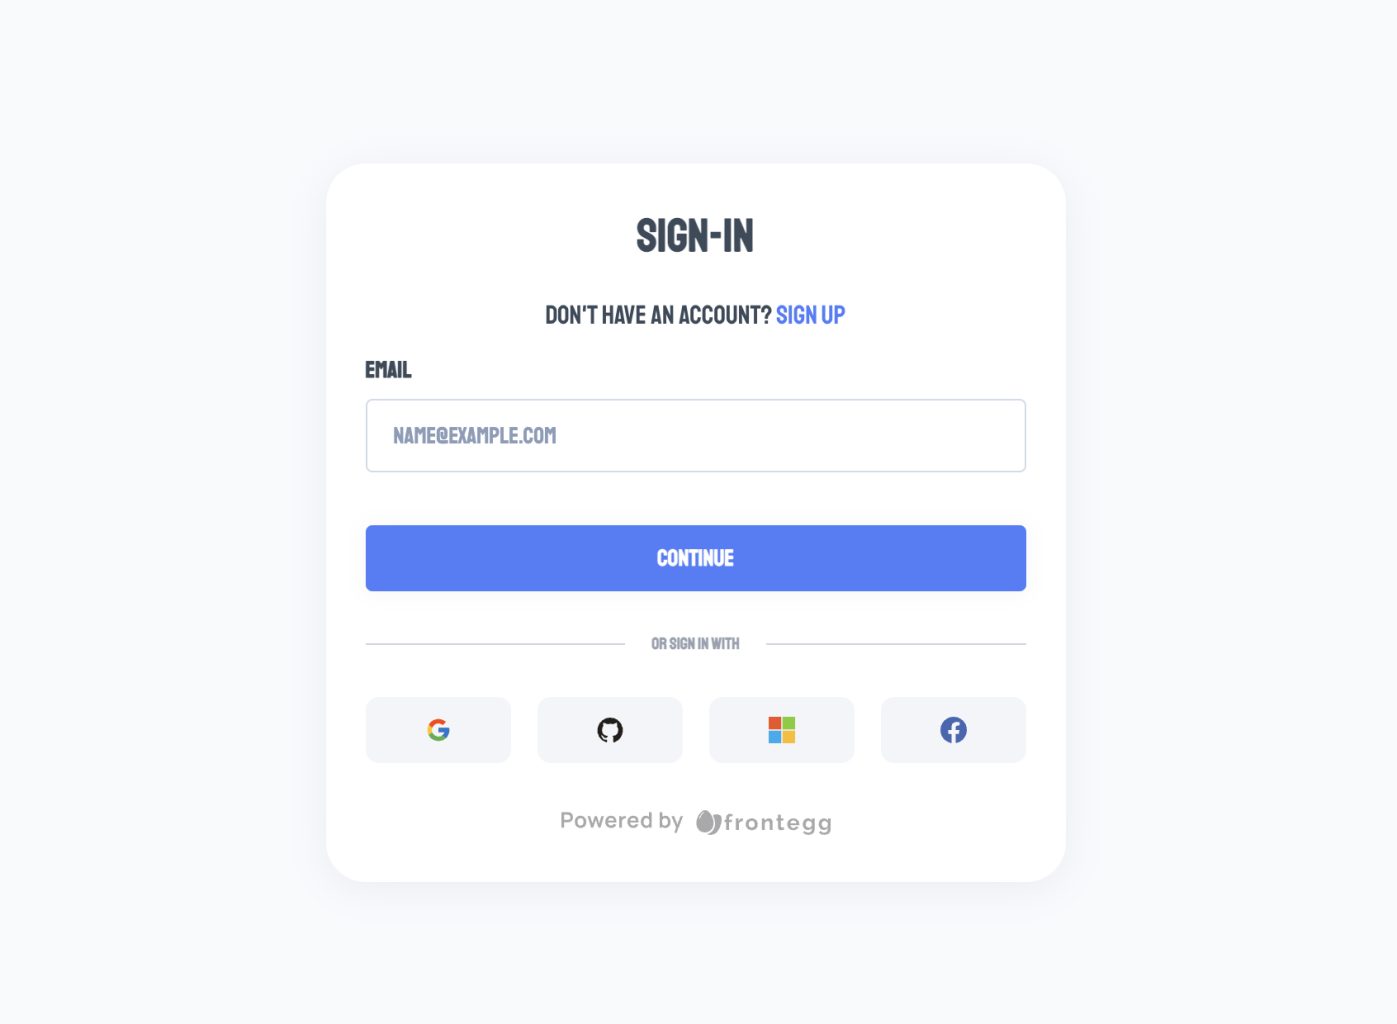 SIGN-IN
DON'T HAVE AN ACCOUNT? SIGN UP
EMAIL
NAME@EXAMPLE.COM
CONTINUE
OR SIGN IN WITH
Powered by frontegg